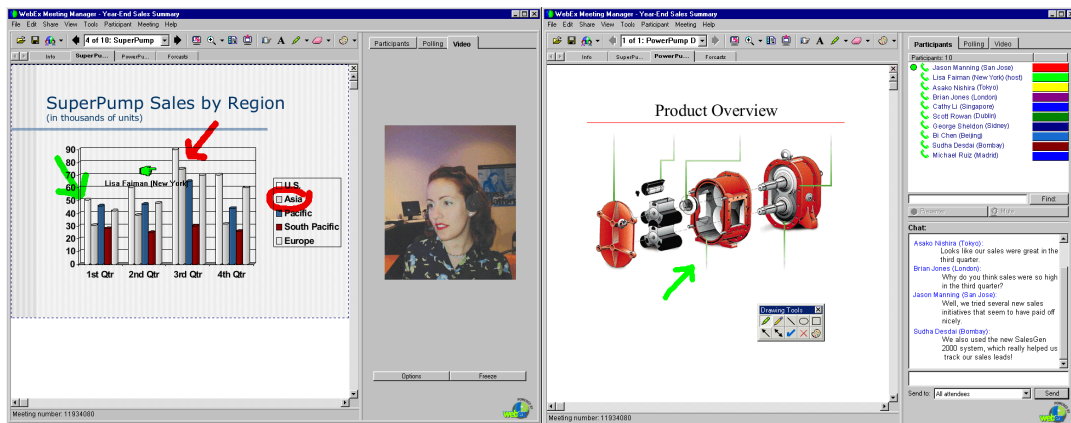 WebEx Meeting Manager - Year-End Sales Summary
File Edit Share View Tools Participant Meeting Help
4 of 10: SuperPump
Info SuperPu... PowerPu... Forcasts
SuperPump Sales by Region
(in thousands of units)
90
80
70
60
50
40
30
20
10
0
Lisa Faiman (New York)
1st Qtr 2nd Qtr 3rd Qtr 4th Qtr
U.S.
Asia
Pacific
South Pacific
Europe
Participants Polling Video
Options Freeze
Meeting number: 11934080
WebEx Meeting Manager - Year-End Sales Summary
File Edit Share View Tools Participant Meeting Help
1 of 1: PowerPump D
Info SuperPu... PowerPu... Forcasts
Product Overview
Drawing Tools
Meeting number: 11934080
Participants Polling Video
Participants: 10
Jason Manning (San Jose)
Lisa Faiman (New York) (host)
Asako Nishira (Tokyo)
Brian Jones (London)
Cathy Li (Singapore)
Scott Rowan (Dublin)
George Sheldon (Sidney)
Bi Chen (Beijing)
Sudha Desdai (Bombay)
Michael Ruiz (Madrid)
Find
Presenter Mute
Chat:
Asako Nishira (Tokyo):
Looks like our sales were great in the
third quarter.
Brian Jones (London):
Why do you think sales were so high
in the third quarter?
Jason Manning (San Jose):
Well, we tried several new sales
initiatives that seem to have paid off
nicely.
Sudha Desdai (Bombay):
We also used the new SalesGen
2000 system, which really helped us
track our sales leads!
Send to: All attendees Send